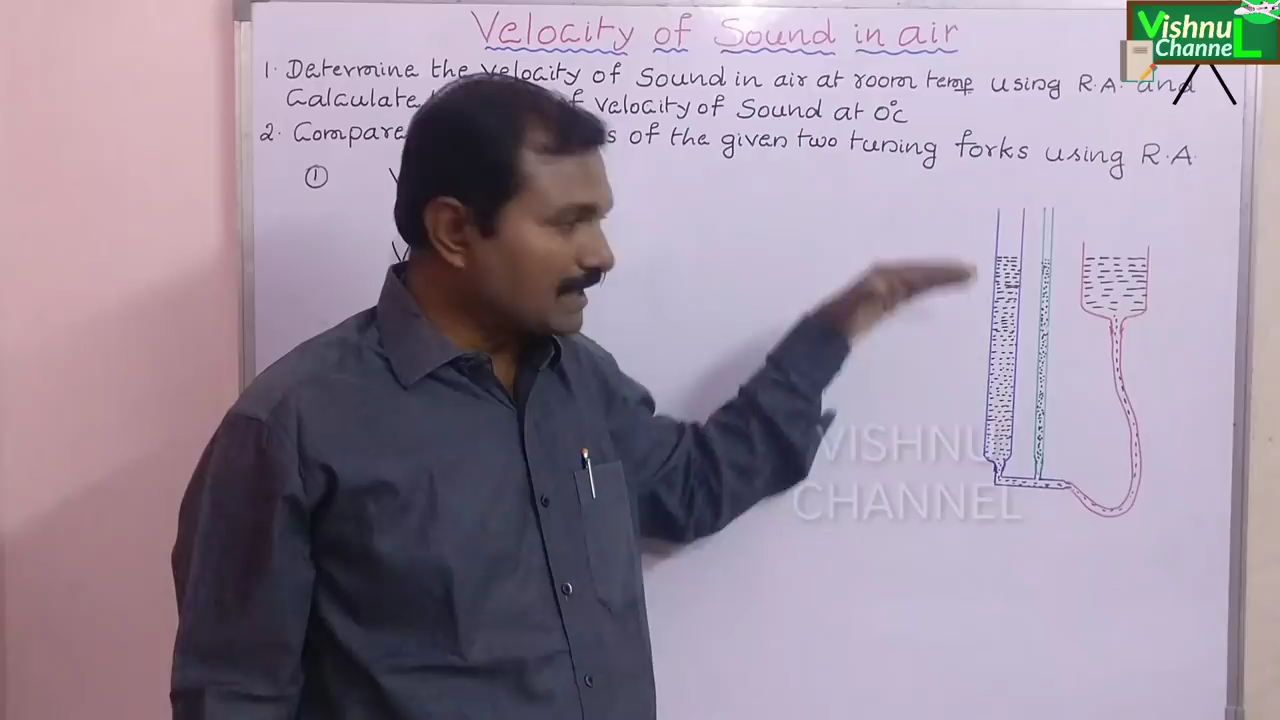 Velocity of Sound in air
1. Determine the velocity of Sound in air at room temp using R.A. and
Calculate f velocity of Sound at 0°c
2. Compare s of the given two tuning forks using R.A.
①
Vishnu
ChanneL
VISHNU
CHANNEL